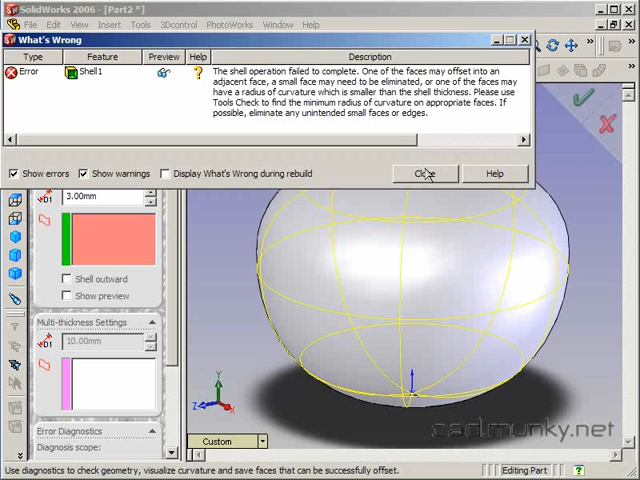 SolidWorks 2006 - [Part2 *]
File Edit View Insert Tools 3Dcontrol PhotoWorks Window Help
What's Wrong
Type Feature Preview Help Description
Error Shell1 The shell operation failed to complete. One of the faces may offset into an
adjacent face, a small face may need to be eliminated, or one of the faces may
have a radius of curvature which is smaller than the shell thickness. Please use
Tools Check to find the minimum radius of curvature on appropriate faces. If
possible, eliminate any unintended small faces or edges.
Show errors Show warnings Display What's Wrong during rebuild Close Help
D1 3.00mm
Shell outward
Show preview
Multi-thickness Settings
D1 10.00mm
Error Diagnostics
Diagnosis scope:
Y
Z X
Custom
cad.munky.net
Use diagnostics to check geometry, visualize curvature and save faces that can be successfully offset. Editing Part